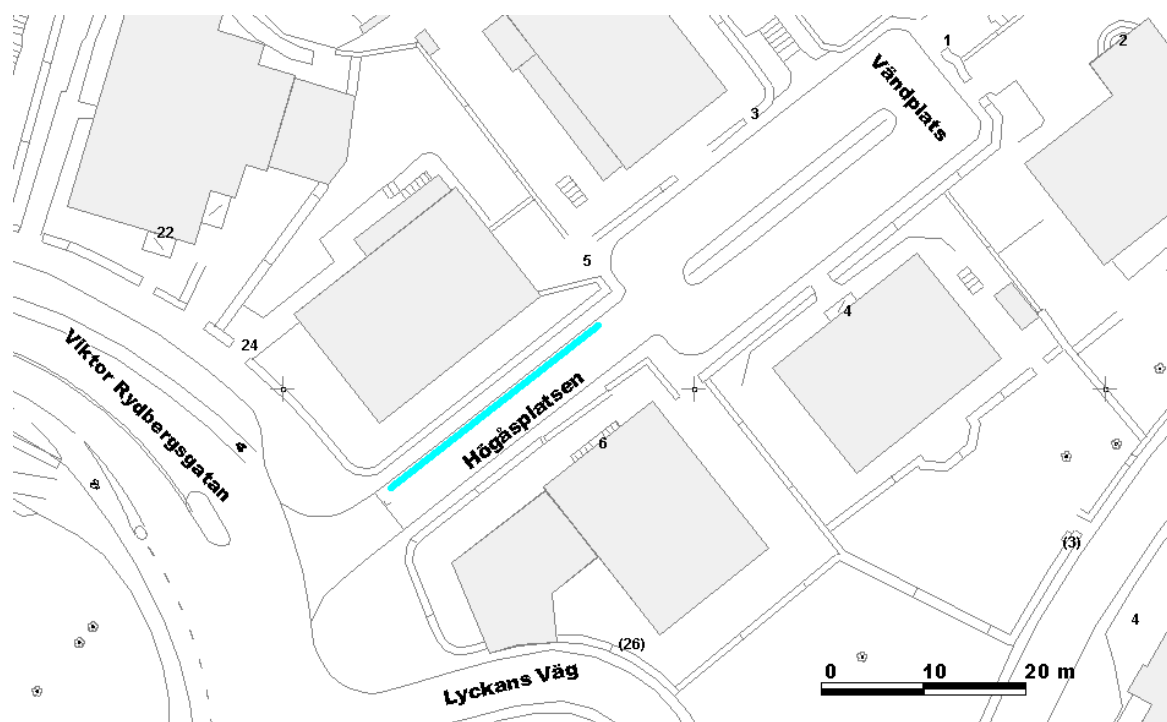 1
2
Vändplats
3
22
5
4
24
Viktor Rydbergsgatan
4
Högåsplatsen
6
(3)
4
(26)
Lyckans Väg
0 10 20 m